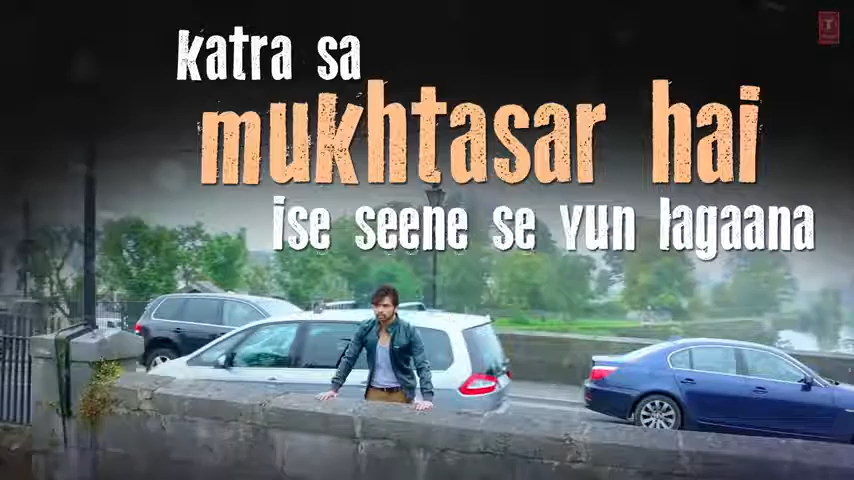 katra sa
mukhtasar hai
ise seene se yun lagaana